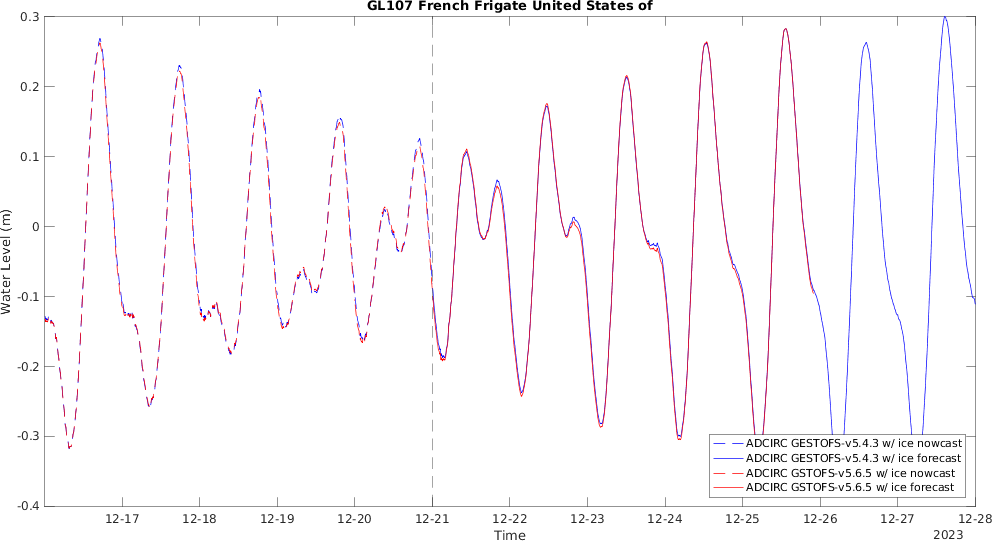 GL107 French Frigate United States of
Water Level (m)
0.3
0.2
0.1
0
-0.1
-0.2
-0.3
-0.4
ADCIRC GESTOFS-v5.4.3 w/ ice nowcast
ADCIRC GESTOFS-v5.4.3 w/ ice forecast
ADCIRC GSTOFS-v5.6.5 w/ ice nowcast
ADCIRC GSTOFS-v5.6.5 w/ ice forecast
12-17 12-18 12-19 12-20 12-21 12-22 12-23 12-24 12-25 12-26 12-27 12-28
Time
2023